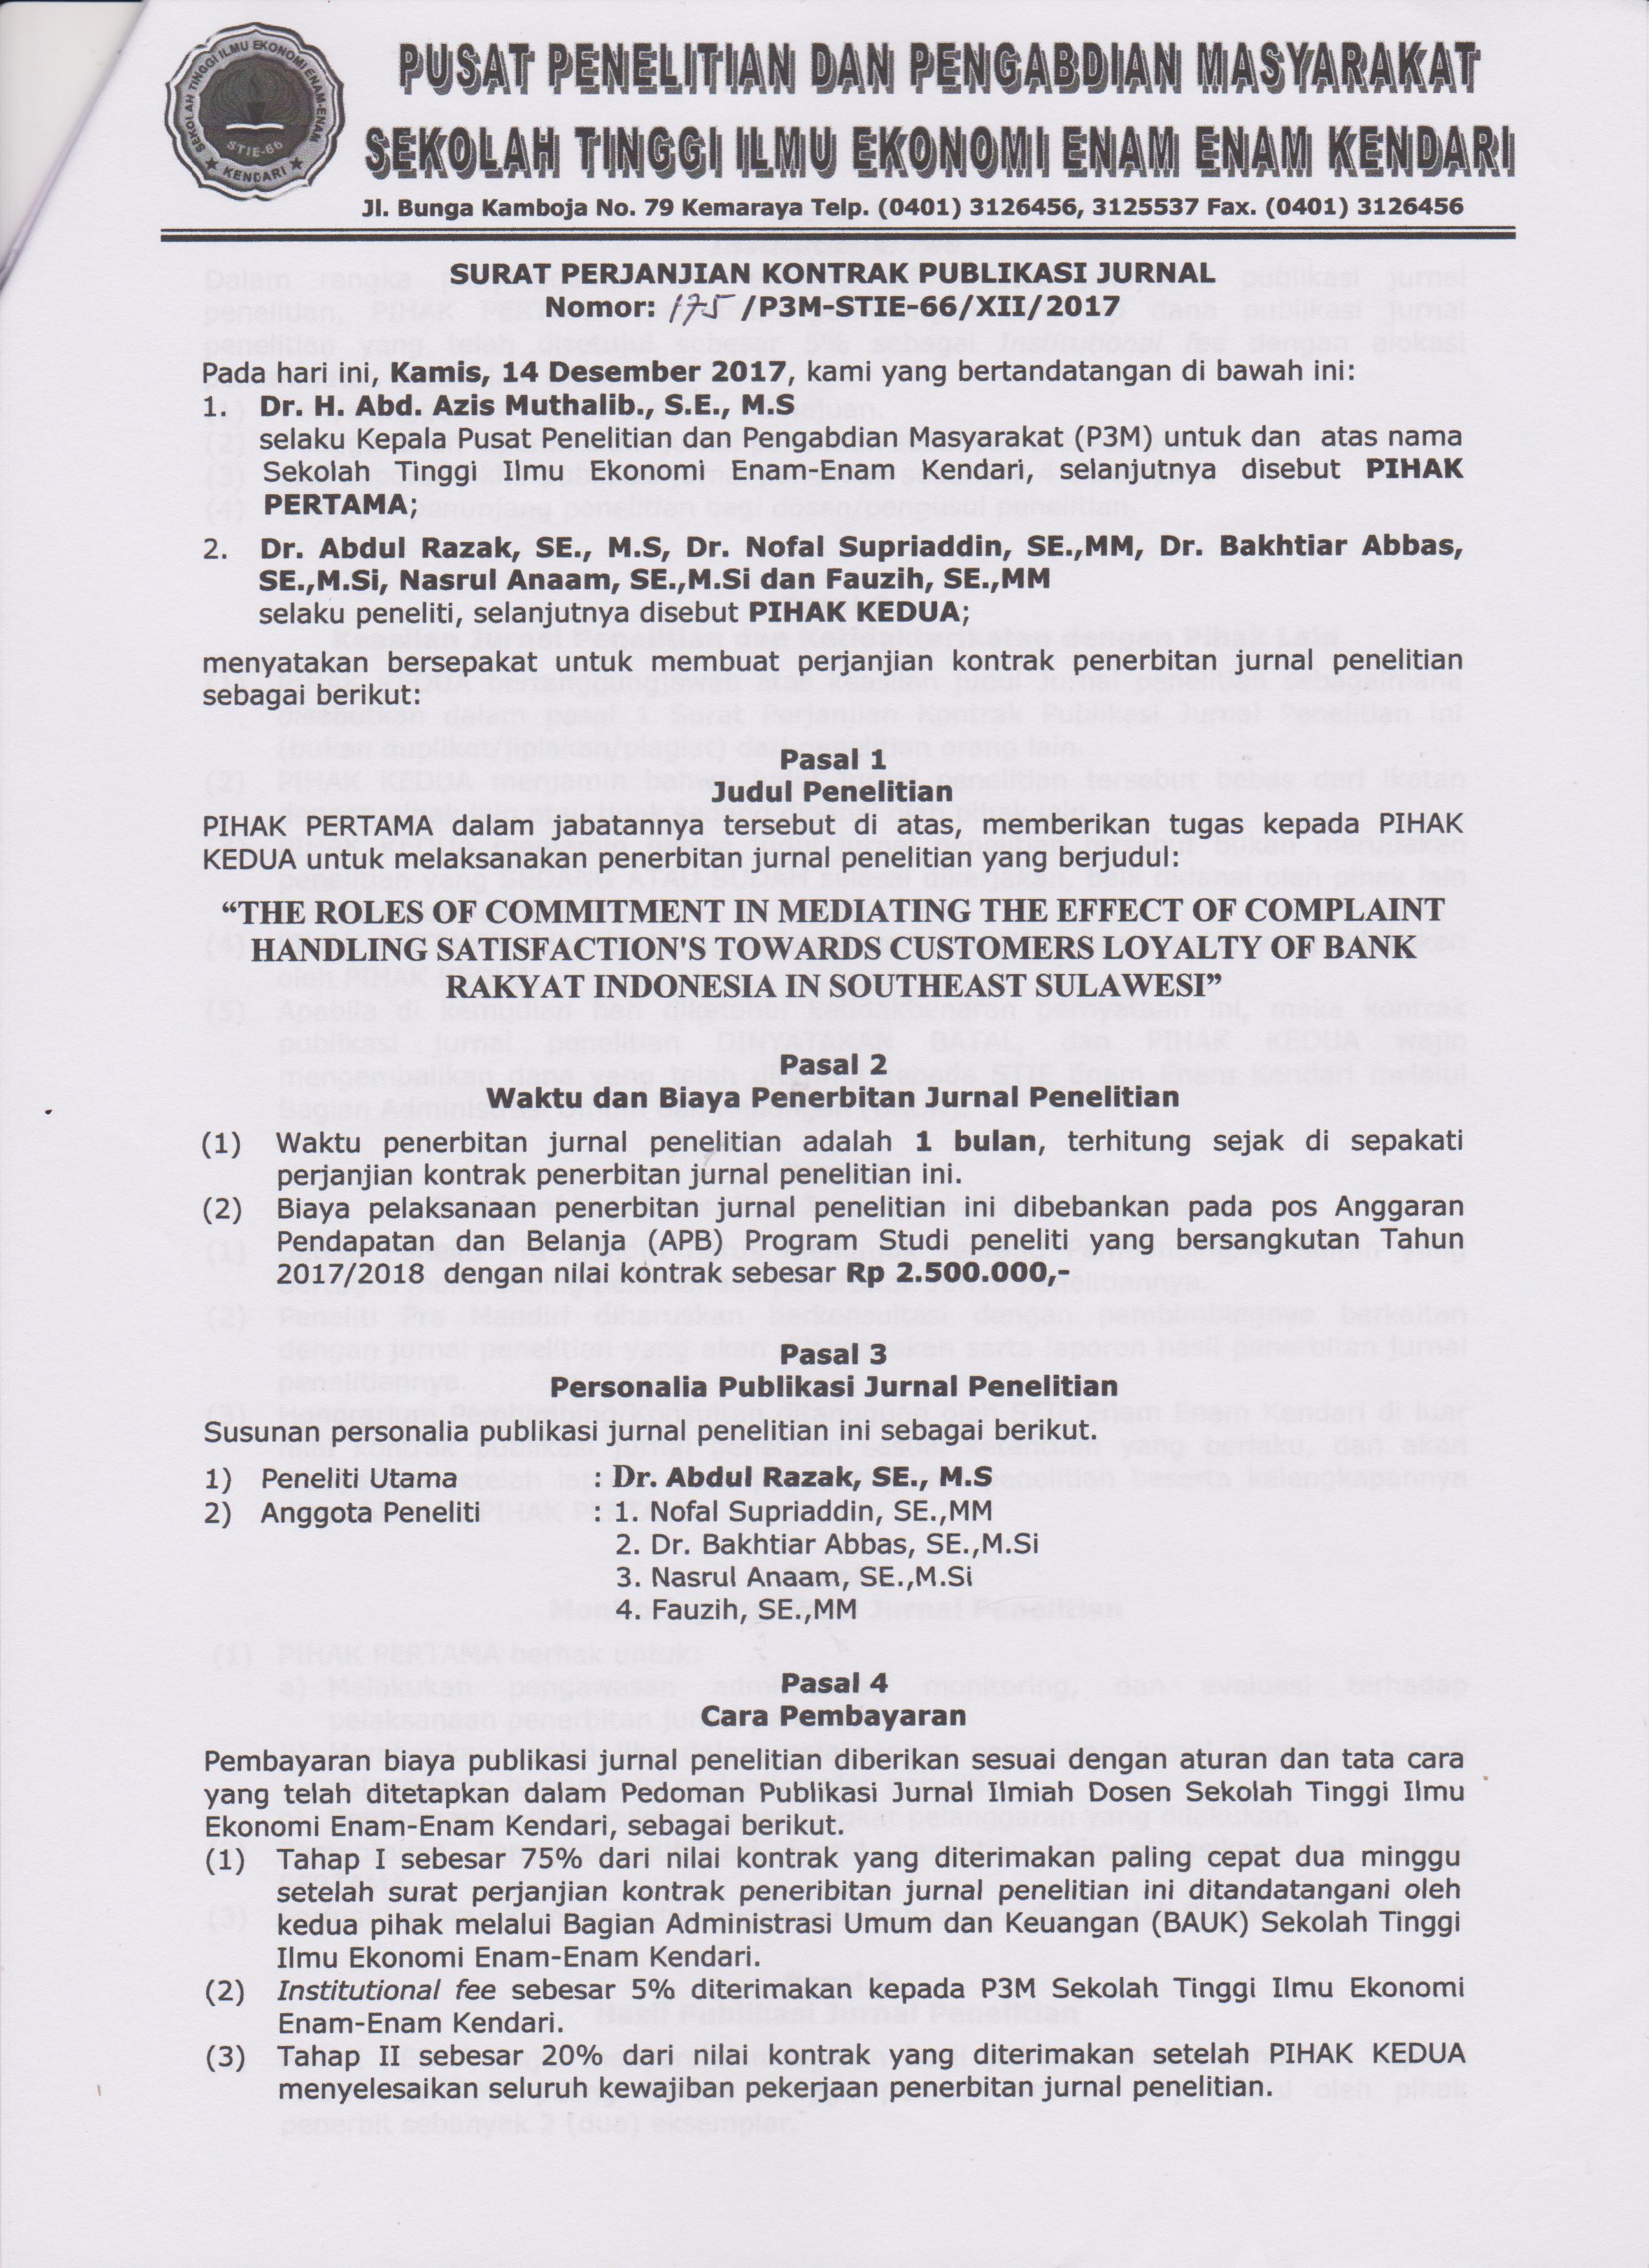 SEKOLAH TINGGI ILMU EKONOMI ENAM-ENAM
STIE-66
KENDARI
PUSAT PENELITIAN DAN PENGABDIAN MASYARAKAT
SEKOLAH TINGGI ILMU EKONOMI ENAM ENAM KENDARI
Jl. Bunga Kamboja No. 79 Kemaraya Telp. (0401) 3126456, 3125537 Fax. (0401) 3126456
SURAT PERJANJIAN KONTRAK PUBLIKASI JURNAL
Nomor: 175 /P3M-STIE-66/XII/2017
Pada hari ini, Kamis, 14 Desember 2017, kami yang bertandatangan di bawah ini:
1. Dr. H. Abd. Azis Muthalib., S.E., M.S
selaku Kepala Pusat Penelitian dan Pengabdian Masyarakat (P3M) untuk dan atas nama
Sekolah Tinggi Ilmu Ekonomi Enam-Enam Kendari, selanjutnya disebut PIHAK
PERTAMA;
2. Dr. Abdul Razak, SE., M.S, Dr. Nofal Supriaddin, SE.,MM, Dr. Bakhtiar Abbas,
SE.,M.Si, Nasrul Anaam, SE.,M.Si dan Fauzih, SE.,MM
selaku peneliti, selanjutnya disebut PIHAK KEDUA;
menyatakan bersepakat untuk membuat perjanjian kontrak penerbitan jurnal penelitian
sebagai berikut:
Pasal 1
Judul Penelitian
PIHAK PERTAMA dalam jabatannya tersebut di atas, memberikan tugas kepada PIHAK
KEDUA untuk melaksanakan penerbitan jurnal penelitian yang berjudul:
“THE ROLES OF COMMITMENT IN MEDIATING THE EFFECT OF COMPLAINT
HANDLING SATISFACTION'S TOWARDS CUSTOMERS LOYALTY OF BANK
RAKYAT INDONESIA IN SOUTHEAST SULAWESI”
Pasal 2
Waktu dan Biaya Penerbitan Jurnal Penelitian
(1) Waktu penerbitan jurnal penelitian adalah 1 bulan, terhitung sejak di sepakati
perjanjian kontrak penerbitan jurnal penelitian ini.
(2) Biaya pelaksanaan penerbitan jurnal penelitian ini dibebankan pada pos Anggaran
Pendapatan dan Belanja (APB) Program Studi peneliti yang bersangkutan Tahun
2017/2018 dengan nilai kontrak sebesar Rp 2.500.000,-
Pasal 3
Personalia Publikasi Jurnal Penelitian
Susunan personalia publikasi jurnal penelitian ini sebagai berikut.
1) Peneliti Utama : Dr. Abdul Razak, SE., M.S
2) Anggota Peneliti : 1. Nofal Supriaddin, SE.,MM
2. Dr. Bakhtiar Abbas, SE.,M.Si
3. Nasrul Anaam, SE.,M.Si
4. Fauzih, SE.,MM
Pasal 4
Cara Pembayaran
Pembayaran biaya publikasi jurnal penelitian diberikan sesuai dengan aturan dan tata cara
yang telah ditetapkan dalam Pedoman Publikasi Jurnal Ilmiah Dosen Sekolah Tinggi Ilmu
Ekonomi Enam-Enam Kendari, sebagai berikut.
(1) Tahap I sebesar 75% dari nilai kontrak yang diterimakan paling cepat dua minggu
setelah surat perjanjian kontrak peneribitan jurnal penelitian ini ditandatangani oleh
kedua pihak melalui Bagian Administrasi Umum dan Keuangan (BAUK) Sekolah Tinggi
Ilmu Ekonomi Enam-Enam Kendari.
(2) Institutional fee sebesar 5% diterimakan kepada P3M Sekolah Tinggi Ilmu Ekonomi
Enam-Enam Kendari.
(3) Tahap II sebesar 20% dari nilai kontrak yang diterimakan setelah PIHAK KEDUA
menyelesaikan seluruh kewajiban pekerjaan penerbitan jurnal penelitian.